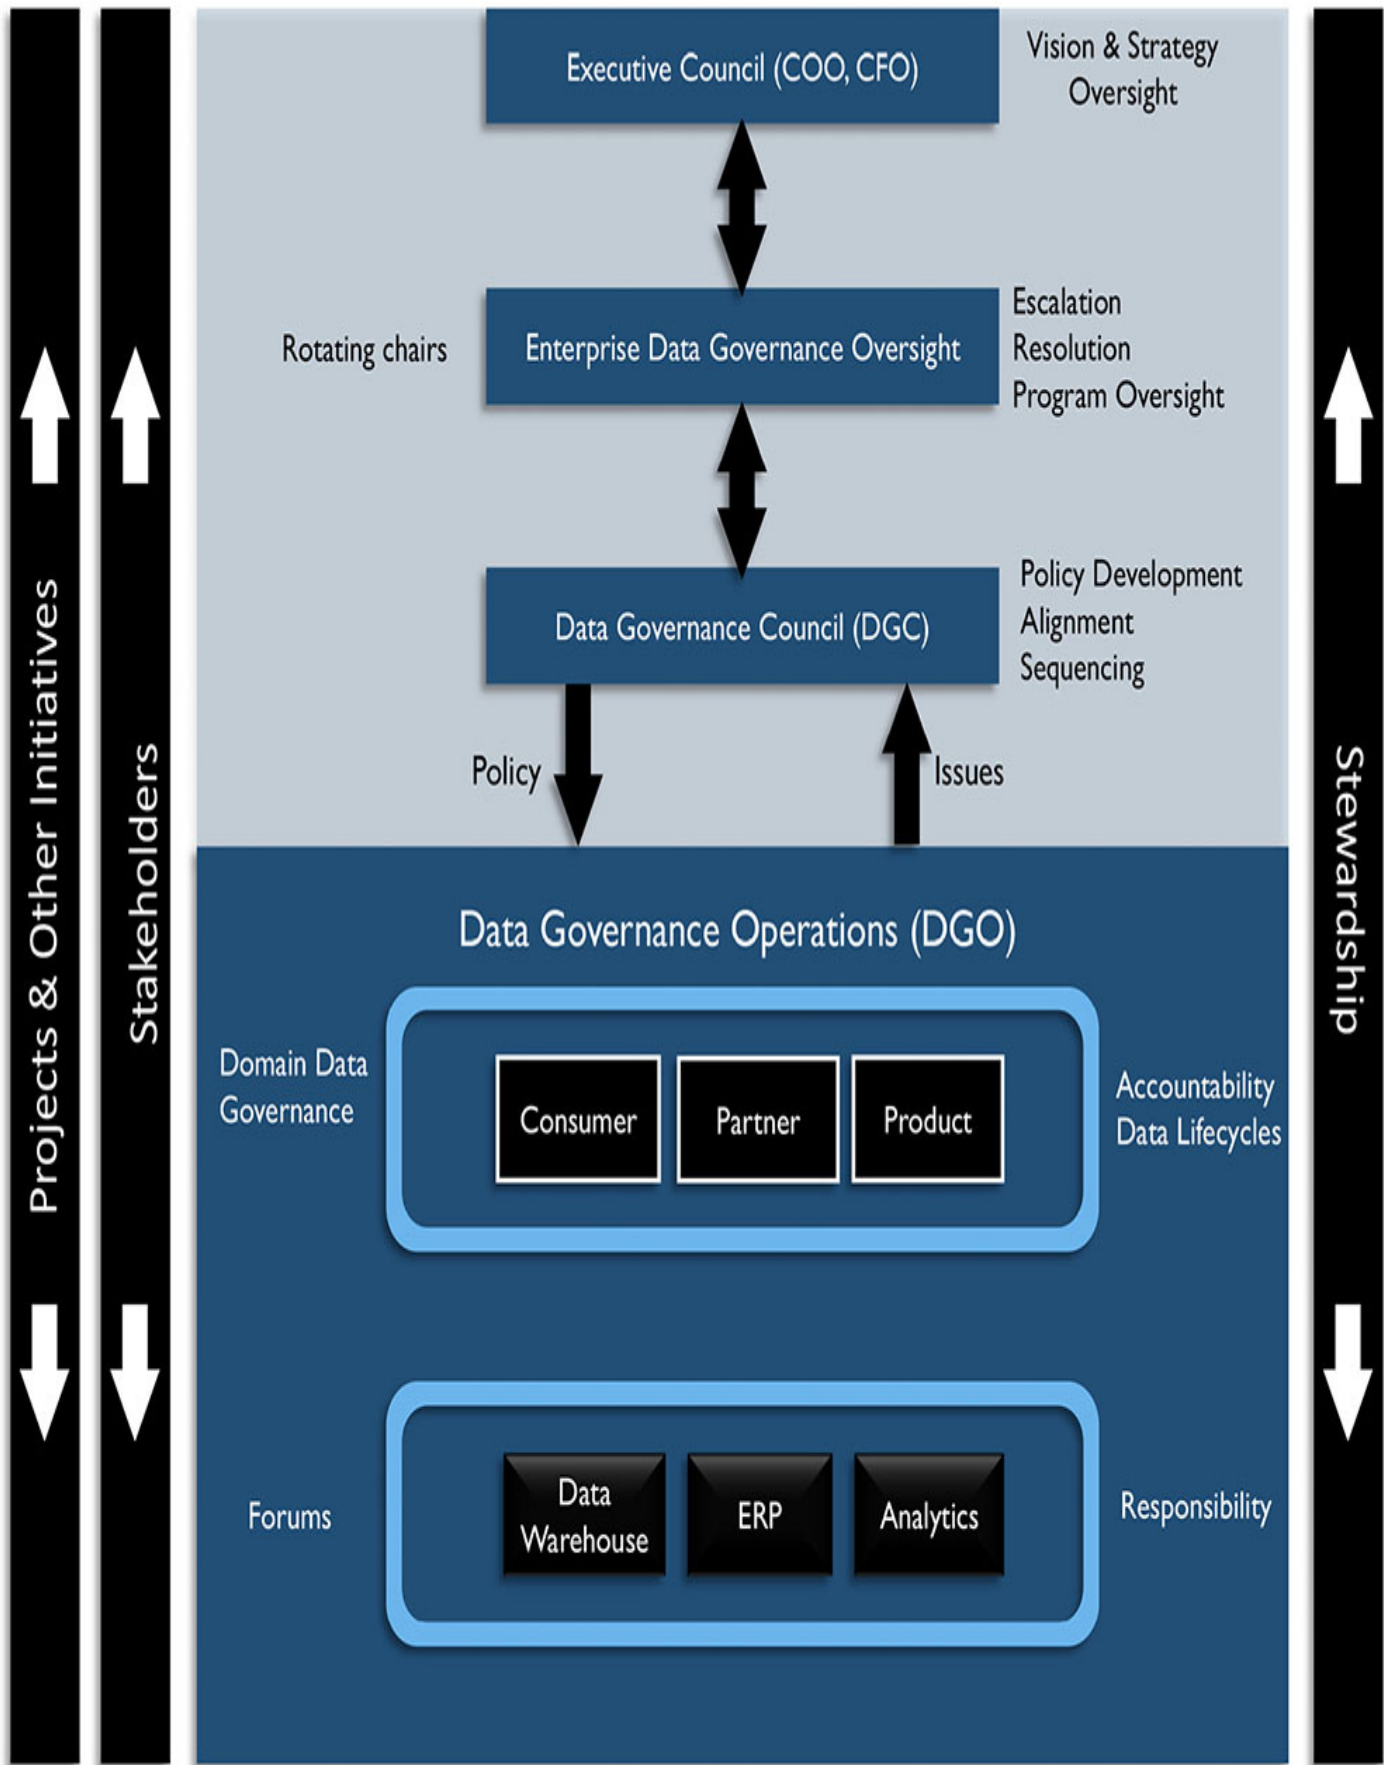 Executive Council (COO, CFO)
Vision & Strategy
Oversight
Rotating chairs
Enterprise Data Governance Oversight
Escalation
Resolution
Program Oversight
Data Governance Council (DGC)
Policy Development
Alignment
Sequencing
Policy
Issues
Data Governance Operations (DGO)
Domain Data
Governance
Consumer
Partner
Product
Accountability
Data Lifecycles
Forums
Data
Warehouse
ERP
Analytics
Responsibility
Projects & Other Initiatives
Stakeholders
Stewardship